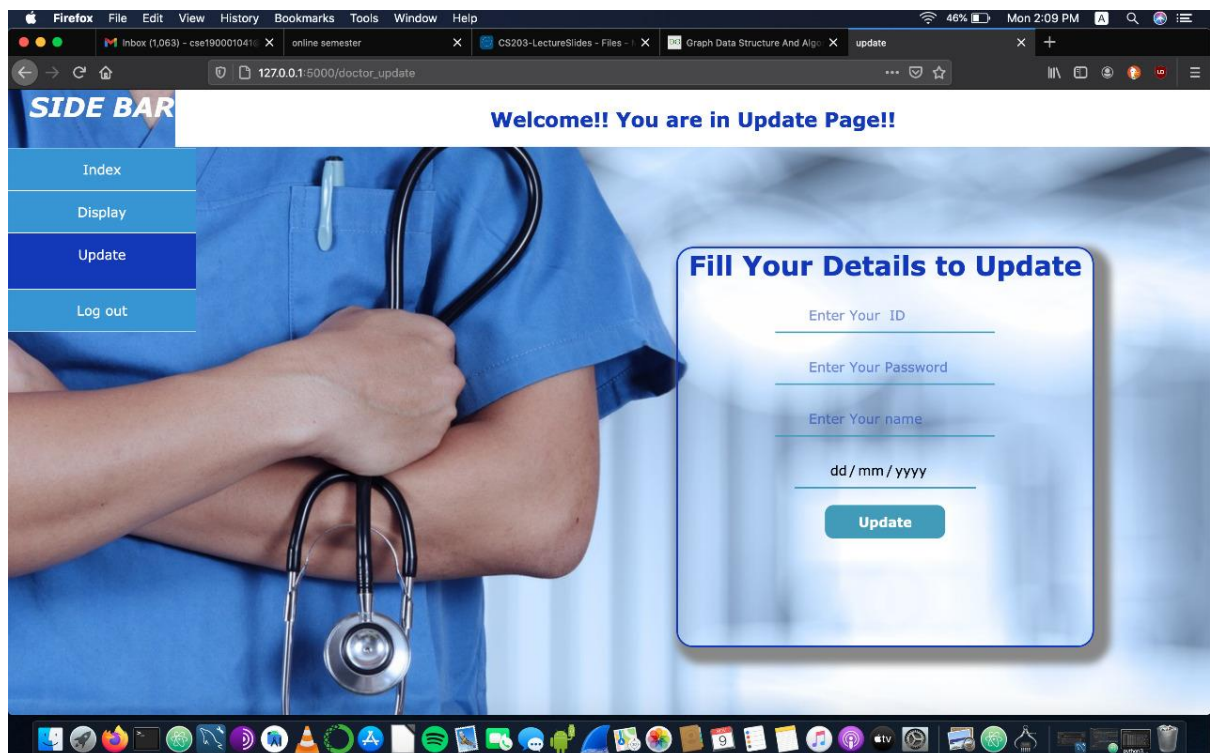 Firefox File Edit View History Bookmarks Tools Window Help 46% Mon 2:09 PM A
Inbox (1,063) - cse19000104 online semester CS203-LectureSlides - Files - Graph Data Structure And Algo update
127.0.0.1:5000/doctor_update
SIDE BAR
Welcome!! You are in Update Page!!
Index
Display
Update
Log out
Fill Your Details to Update
Enter Your ID
Enter Your Password
Enter Your name
dd / mm / yyyy
Update
tv
9